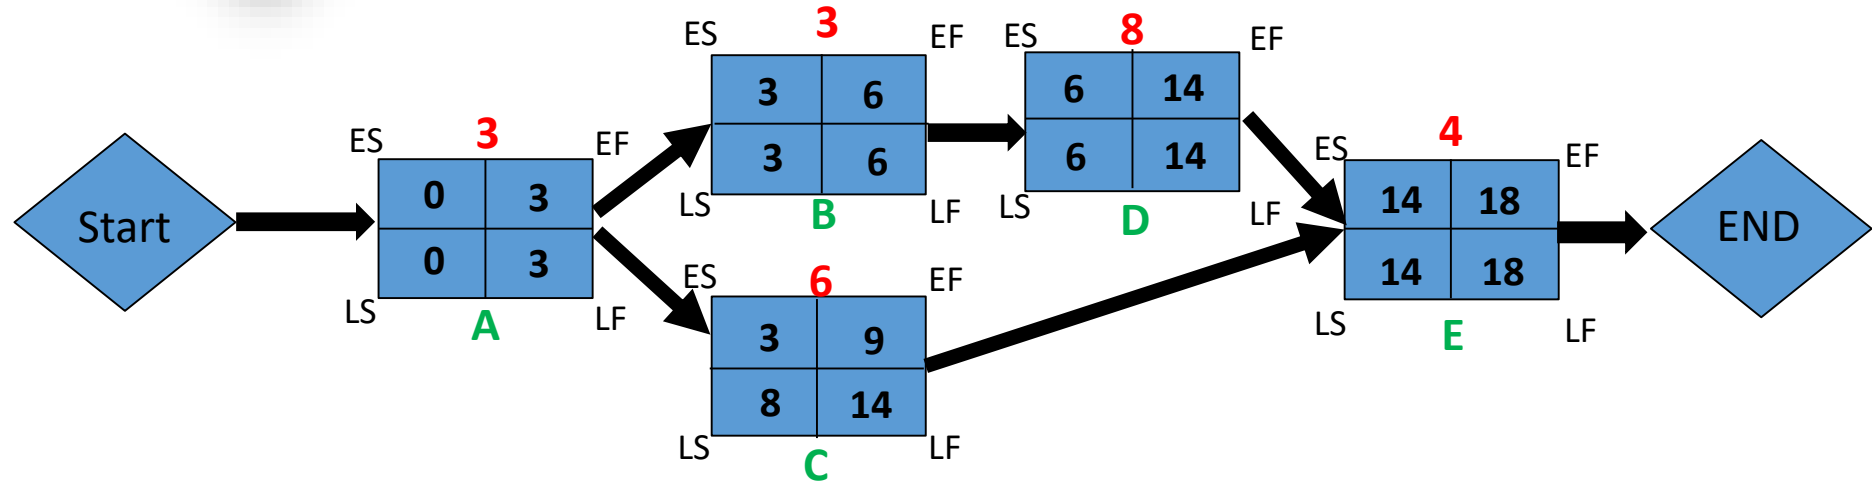 Start
ES 3 EF
0 3
0 3
LS A LF
ES 3 EF
3 6
3 6
LS B LF
ES 6 EF
3 9
8 14
LS C LF
ES 8 EF
6 14
6 14
LS D LF
ES 4 EF
14 18
14 18
LS E LF
END